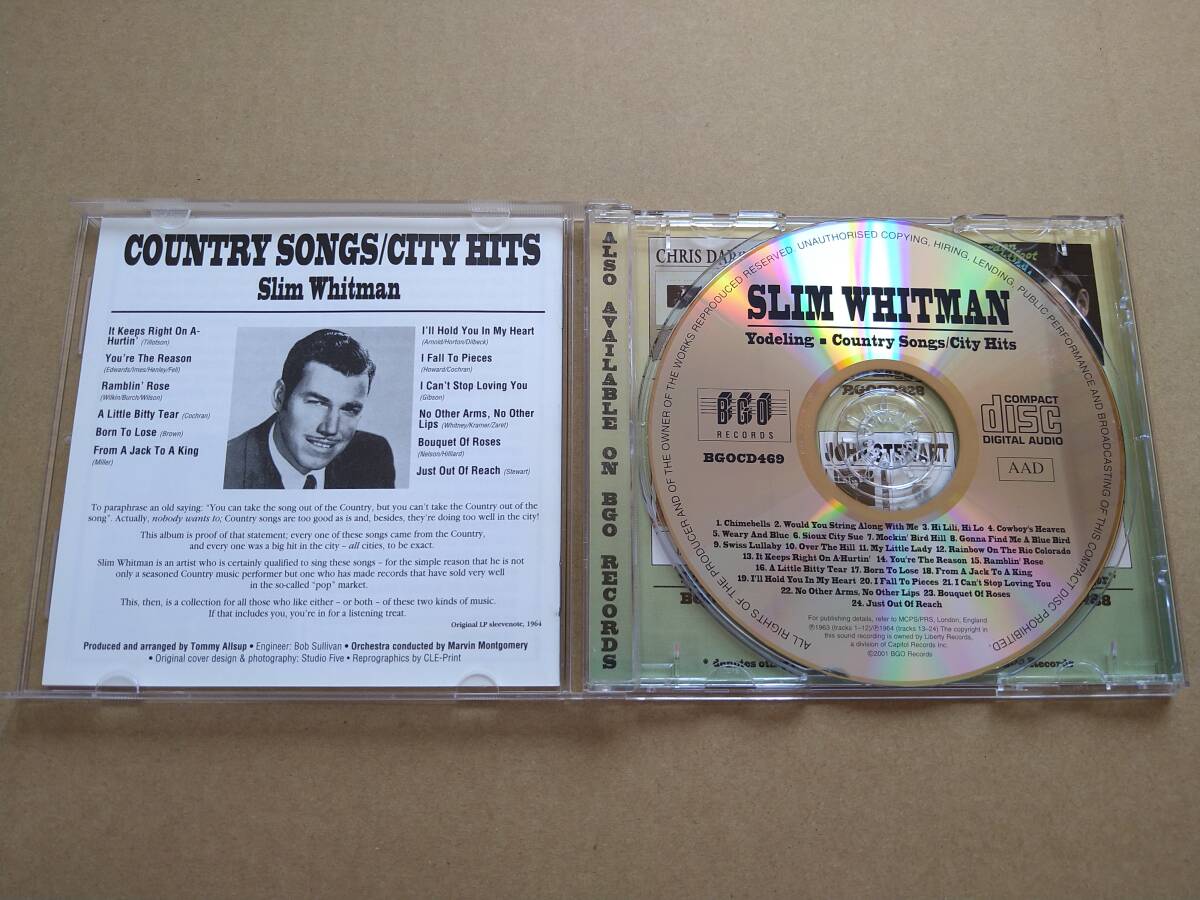 COUNTRY SONGS/CITY HITS
Slim Whitman
It Keeps Right On A-
Hurtin' (Tillotson)
You're The Reason
(Edwards/Imes/Henley/Fell)
Ramblin' Rose
(Wilkin/Burch/Wilson)
A Little Bitty Tear (Cochran)
Born To Lose (Brown)
From A Jack To A King
(Miller)
I'll Hold You In My Heart
(Arnold/Horton/Dilbeck)
I Fall To Pieces
(Howard/Cochran)
I Can't Stop Loving You
(Gibson)
No Other Arms, No Other
Lips (Whitney/Kramer/Zaret)
Bouquet Of Roses
(Nelson/Hilliard)
Just Out Of Reach (Stewart)
To paraphrase an old saying: "You can take the song out of the Country, but you can't take the Country out of the
song". Actually, nobody wants to; Country songs are too good as is and, besides, they're doing too well in the city!
This album is proof of that statement; every one of these songs came from the Country,
and every one was a big hit in the city – all cities, to be exact.
Slim Whitman is an artist who is certainly qualified to sing these songs – for the simple reason that he is not
only a seasoned Country music performer but one who has made records that have sold very well
in the so-called "pop" market.
This, then, is a collection for all those who like either – or both – of these two kinds of music.
If that includes you, you're in for a listening treat.
Original LP sleevenote, 1964
Produced and arranged by Tommy Allsup • Engineer: Bob Sullivan • Orchestra conducted by Marvin Montgomery
• Original cover design & photography: Studio Five • Reprographics by CLE-Print
ALSO AVAILABLE ON BGO RECORDS
CHRIS DARR
ALL RIGHTS OF THE PRODUCER AND OF THE OWNER OF THE WORKS REPRODUCED RESERVED. UNAUTHORISED COPYING, HIRING, LENDING, PUBLIC PERFORMANCE AND BROADCASTING OF THIS COMPACT DISC PROHIBITED.
SLIM WHITMAN
Yodeling ▪ Country Songs/City Hits
BGO
RECORDS
BGOCD469
COMPACT
disc
DIGITAL AUDIO
AAD
JOHN STEWART
1. Chimebells 2. Would You String Along With Me 3. Hi Lili, Hi Lo 4. Cowboy's Heaven
5. Weary And Blue 6. Sioux City Sue 7. Mockin' Bird Hill 8. Gonna Find Me A Blue Bird
9. Swiss Lullaby 10. Over The Hill 11. My Little Lady 12. Rainbow On The Rio Colorado
13. It Keeps Right On A-Hurtin' 14. You're The Reason 15. Ramblin' Rose
16. A Little Bitty Tear 17. Born To Lose 18. From A Jack To A King
19. I'll Hold You In My Heart 20. I Fall To Pieces 21. I Can't Stop Loving You
22. No Other Arms, No Other Lips 23. Bouquet Of Roses
24. Just Out Of Reach
For publishing details, refer to MCPS/PRS, London, England
℗1963 (tracks 1–12)/℗1964 (tracks 13–24) The copyright in
this sound recording is owned by Liberty Records,
a division of Capitol Records Inc.
©2001 BGO Records
* denotes
Records